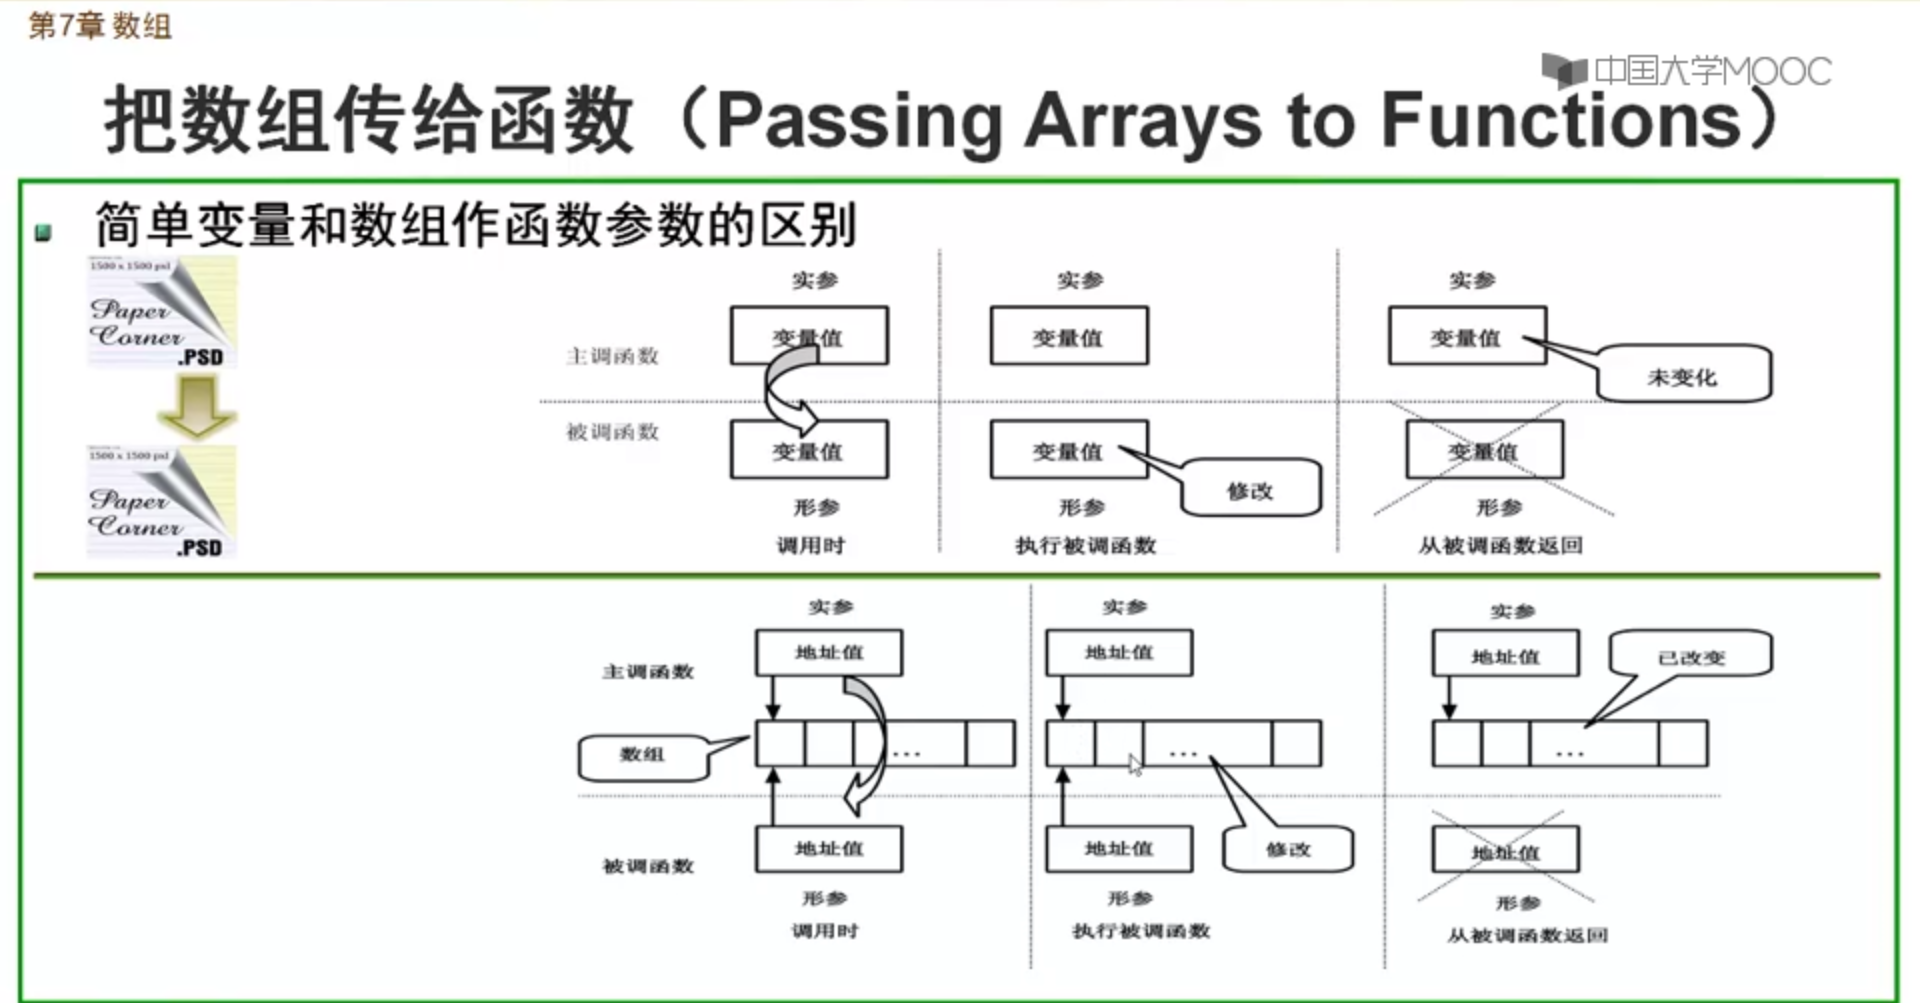 第7章 数组
中国大学MOOC
把数组传给函数（Passing Arrays to Functions）
简单变量和数组作函数参数的区别
1500 x 1500 pxl
Paper
Corner
.PSD
1500 x 1500 pxl
Paper
Corner
.PSD
实参 实参 实参
变量值 变量值 变量值
主调函数
未变化
被调函数
变量值 变量值 变量值
修改
形参 形参 形参
调用时 执行被调函数 从被调函数返回
实参 实参 实参
地址值 地址值 地址值 已改变
主调函数
数组 ... ... ...
地址值 地址值 修改 地址值
被调函数
形参 形参 形参
调用时 执行被调函数 从被调函数返回